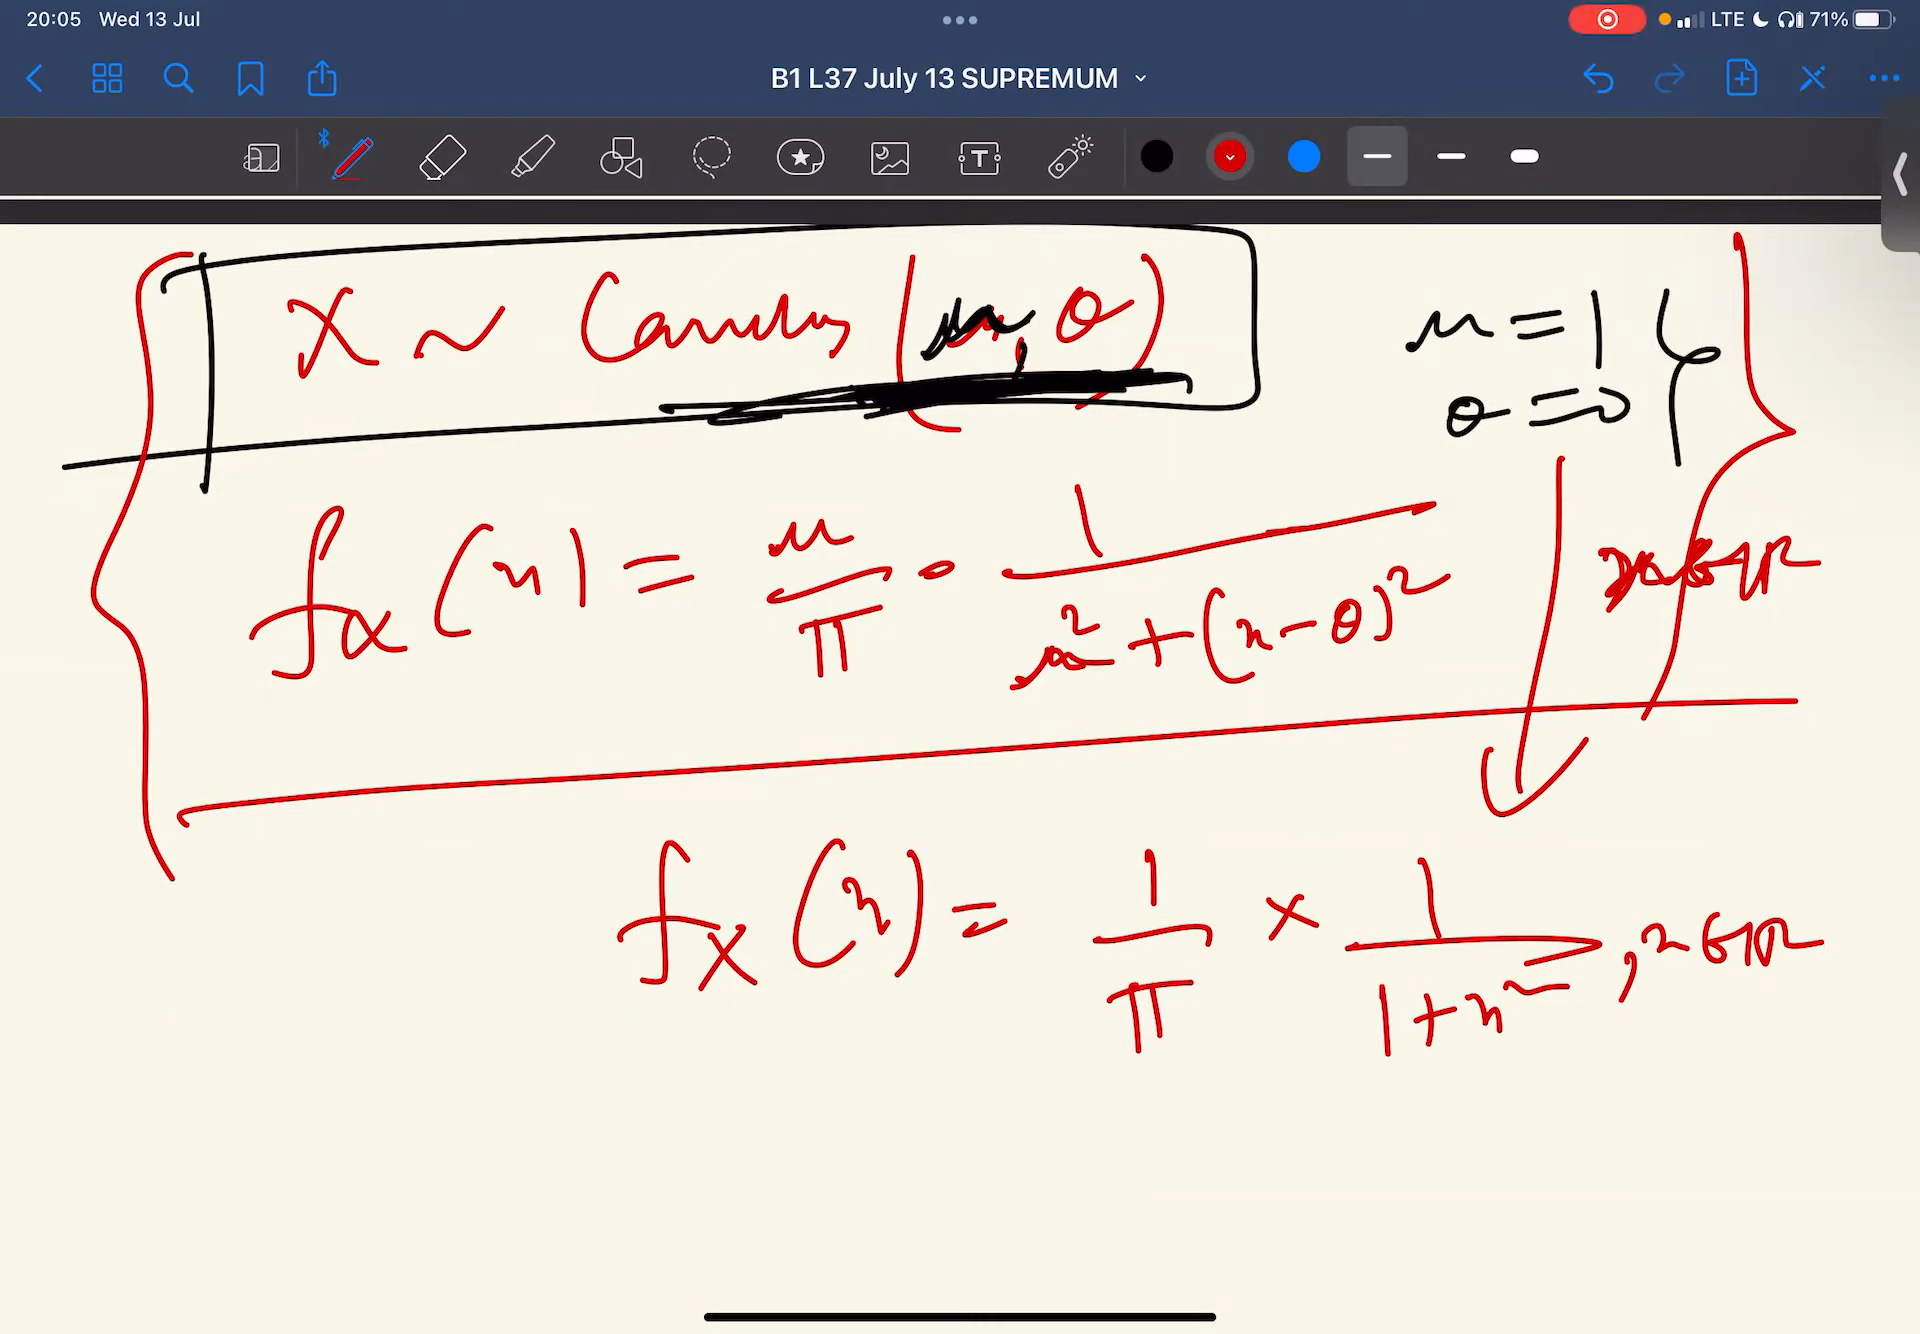 20:05 Wed 13 Jul LTE 71%
B1 L37 July 13 SUPREMUM
T
X ~ Cauchy (μ, θ) μ = 1
θ = 0
fx (x) = μ/π · 1/(μ² + (x - θ)²) x ∈ ℝ
fx (x) = 1/π × 1/(1 + x²), x ∈ ℝ